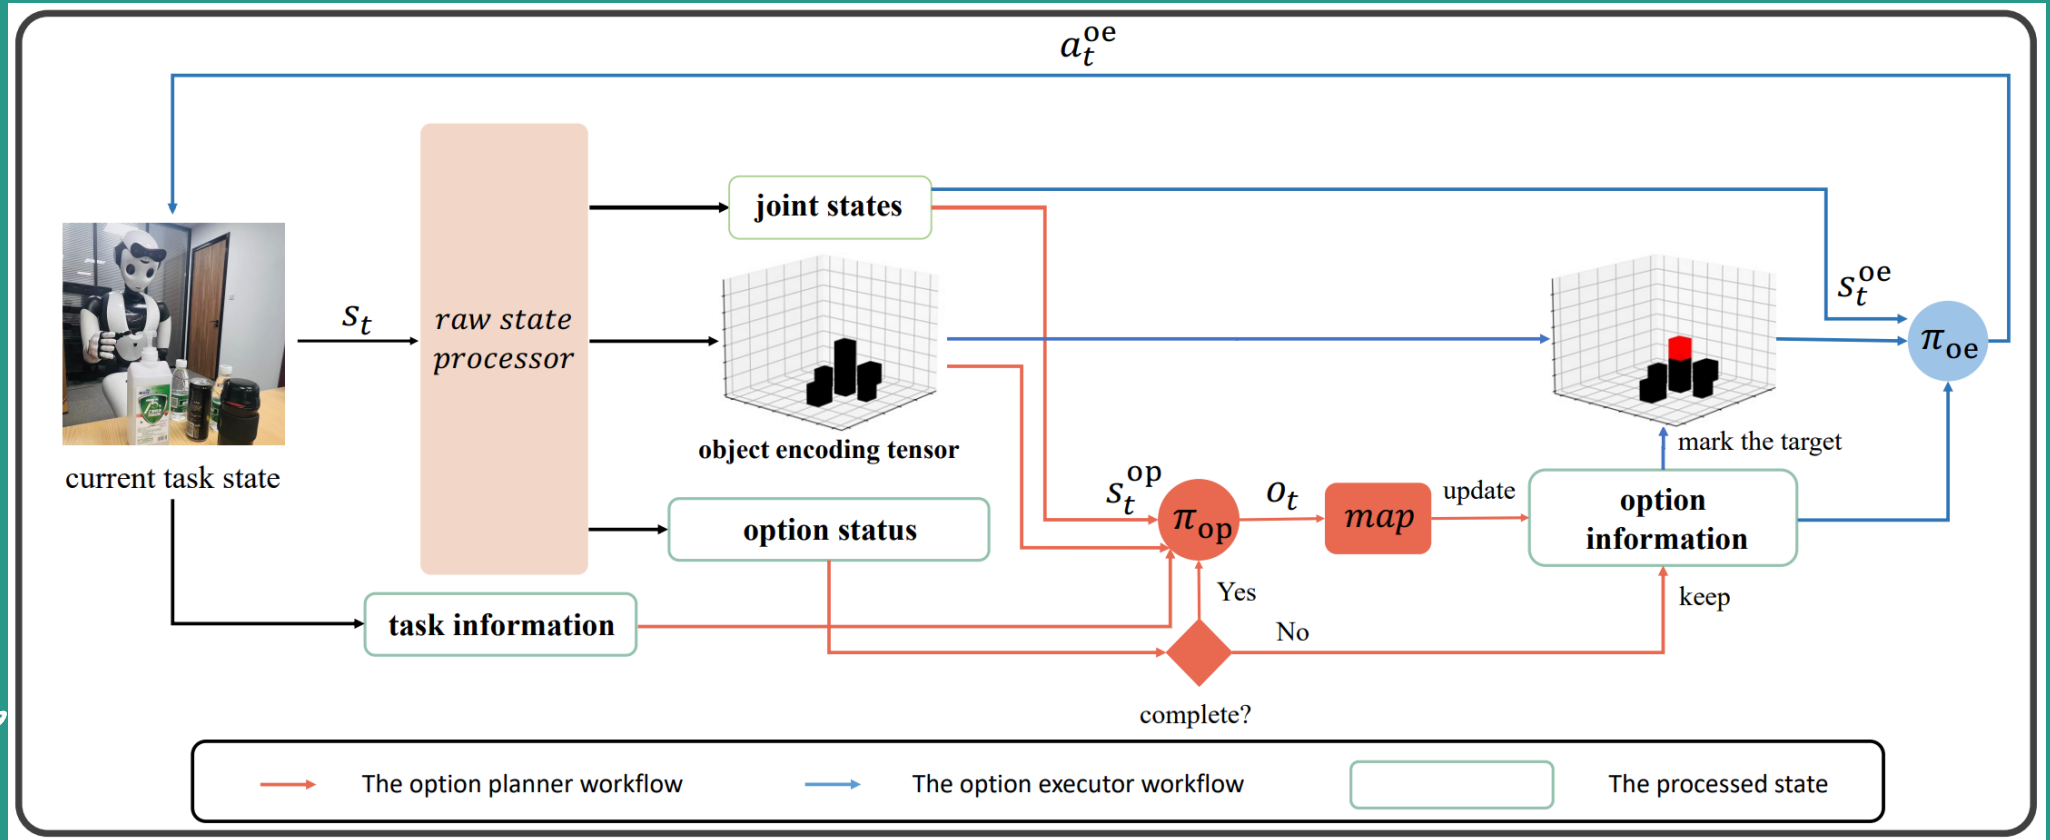 a_t^oe
joint states
s_t^oe
s_t
raw state
processor
π_oe
object encoding tensor
mark the target
current task state
s_t^op
o_t
update
option
information
π_op
map
option status
Yes
keep
task information
No
complete?
The option planner workflow
The option executor workflow
The processed state